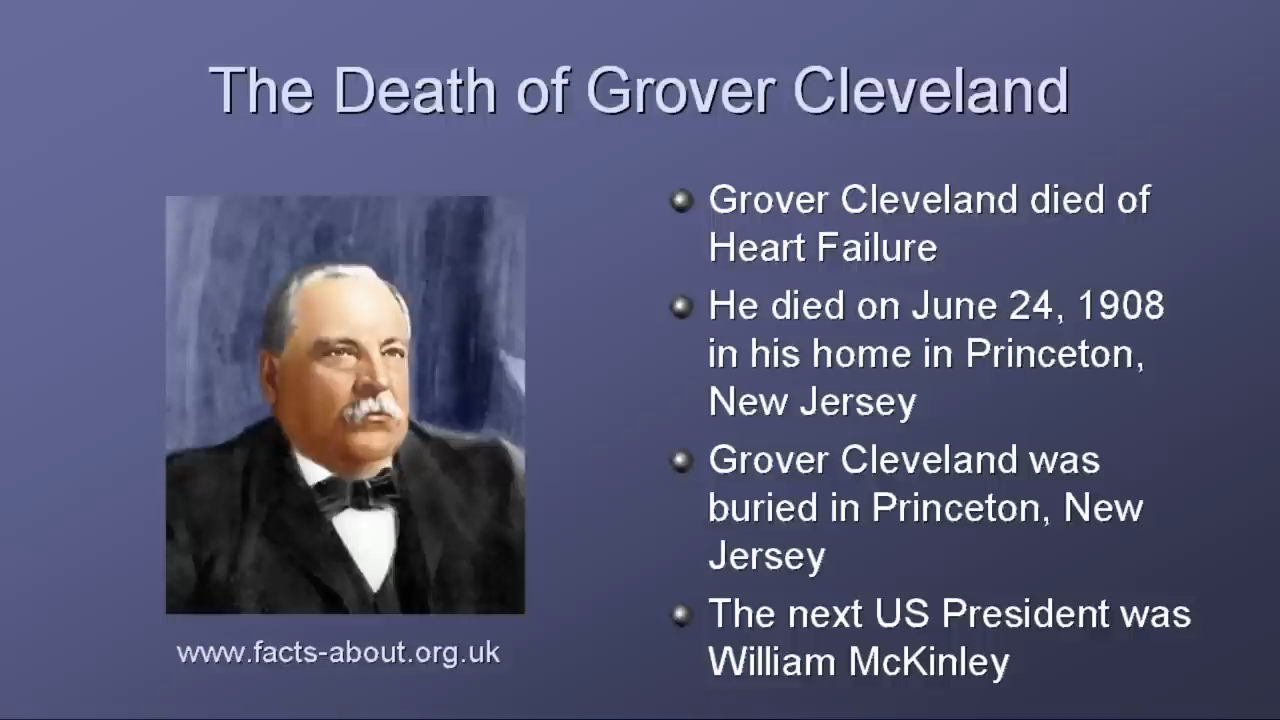 The Death of Grover Cleveland
Grover Cleveland died of
Heart Failure
He died on June 24, 1908
in his home in Princeton,
New Jersey
Grover Cleveland was
buried in Princeton, New
Jersey
The next US President was
William McKinley
www.facts-about.org.uk